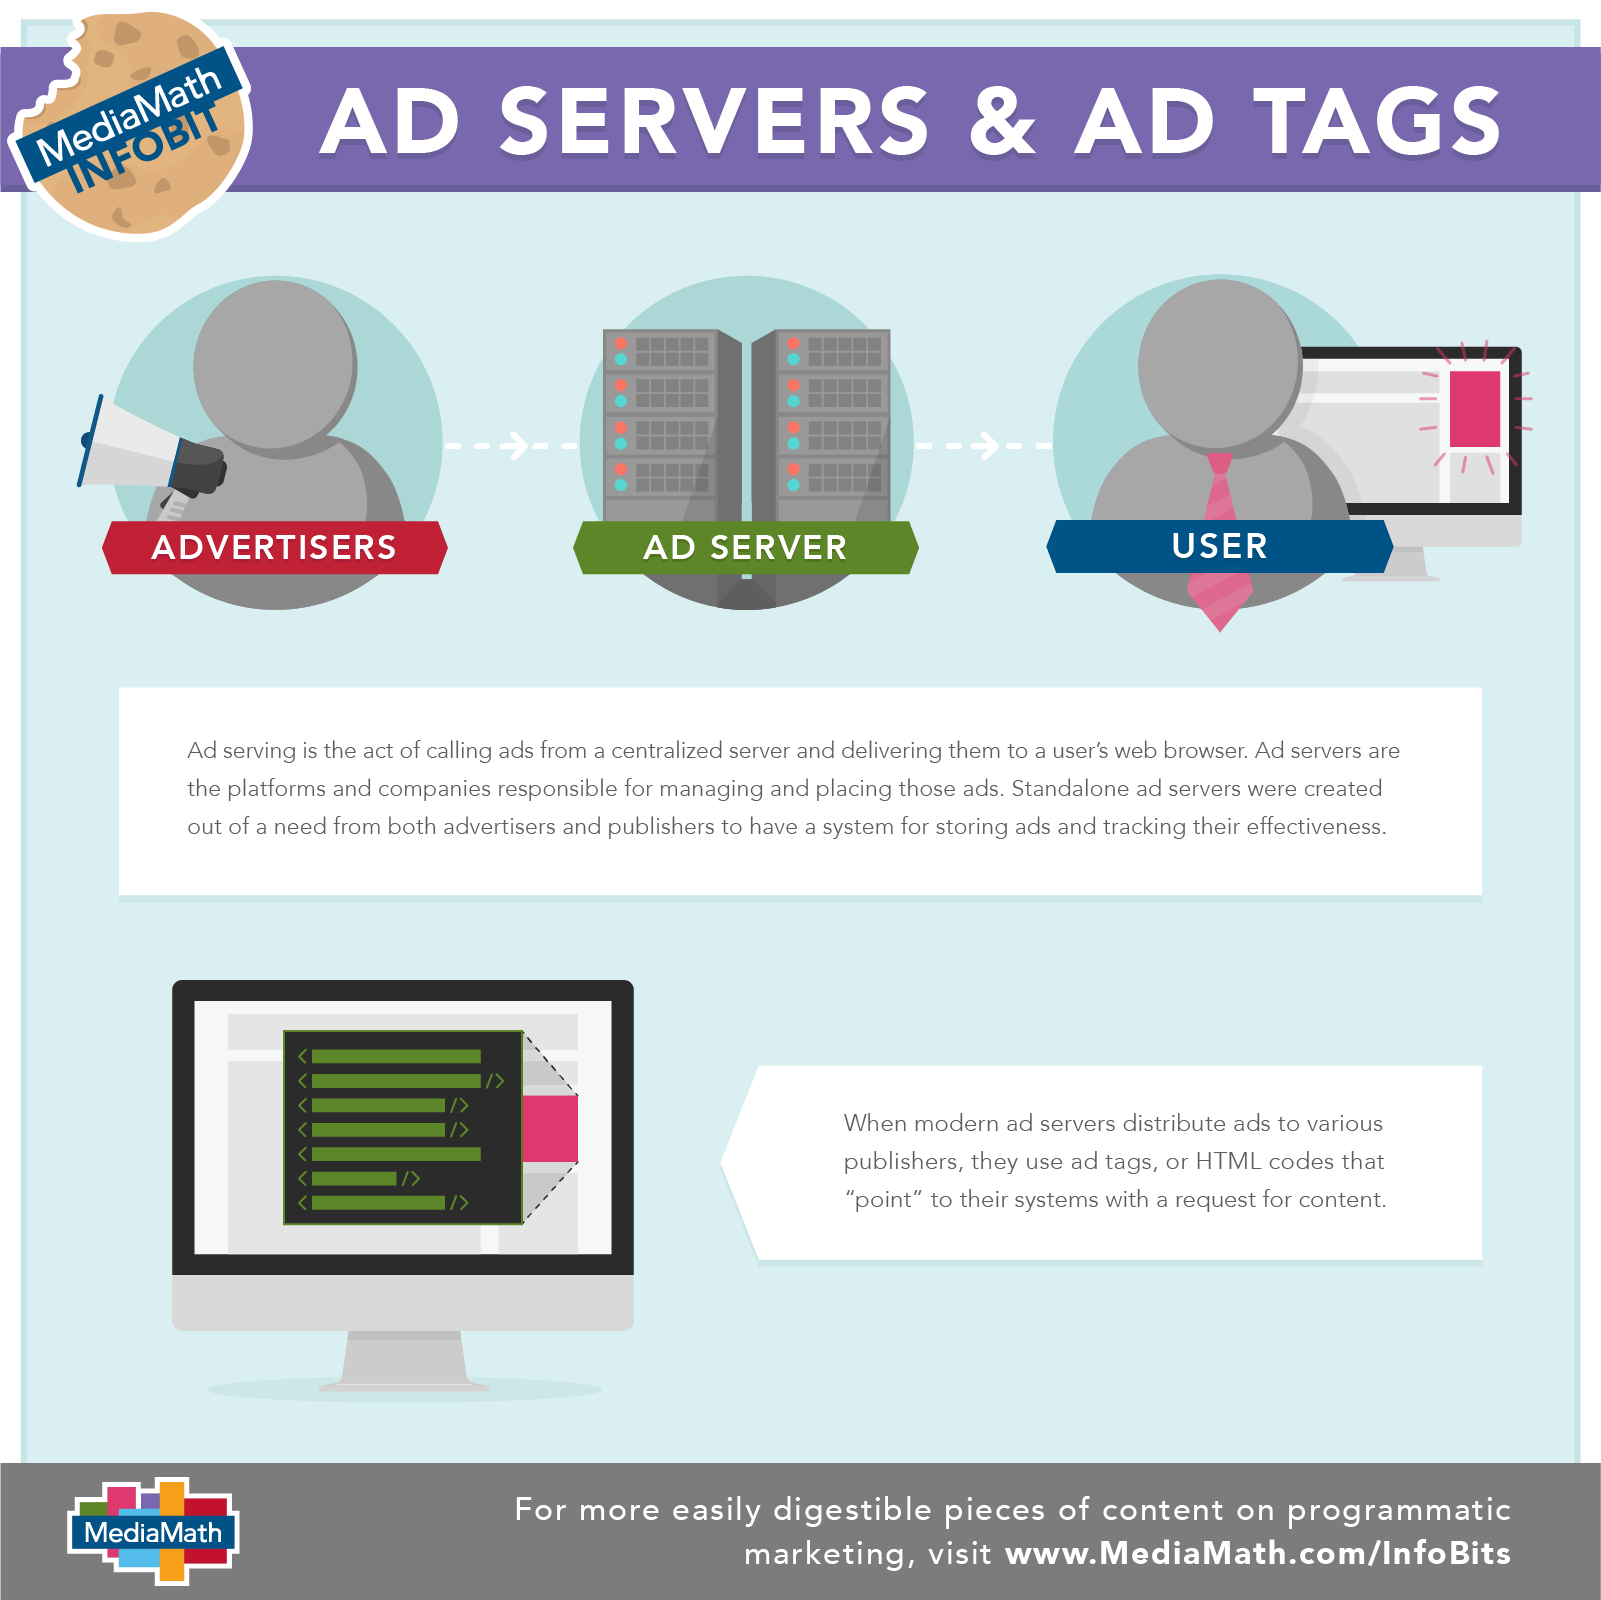 MediaMath
INFOBIT
AD SERVERS & AD TAGS
ADVERTISERS
AD SERVER
USER
Ad serving is the act of calling ads from a centralized server and delivering them to a user’s web browser. Ad servers are
the platforms and companies responsible for managing and placing those ads. Standalone ad servers were created
out of a need from both advertisers and publishers to have a system for storing ads and tracking their effectiveness.
< 
< />
< />
< />
< 
< />
< />
When modern ad servers distribute ads to various
publishers, they use ad tags, or HTML codes that
“point” to their systems with a request for content.
MediaMath
For more easily digestible pieces of content on programmatic
marketing, visit www.MediaMath.com/InfoBits